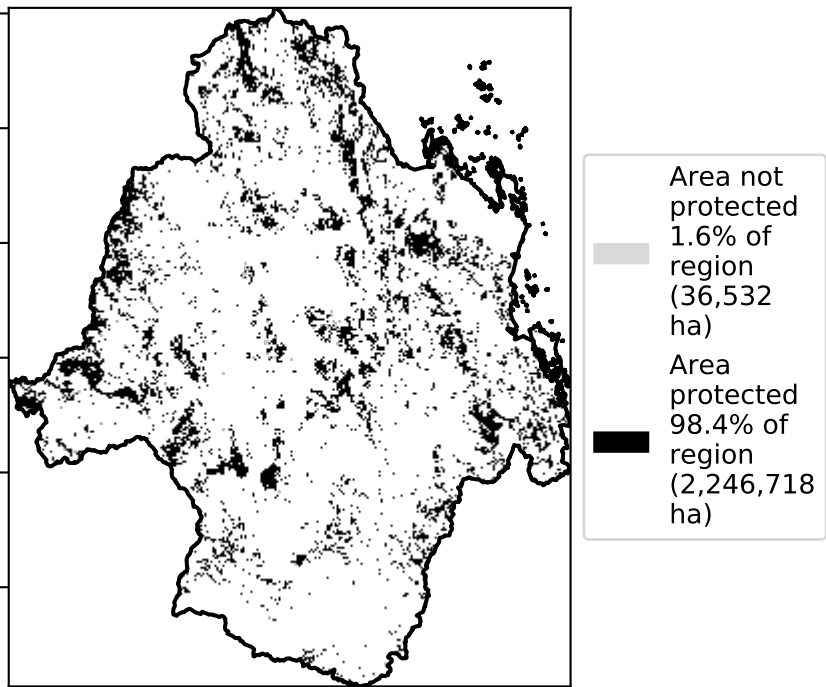 Area not
protected
1.6% of
region
(36,532
ha)
Area
protected
98.4% of
region
(2,246,718
ha)